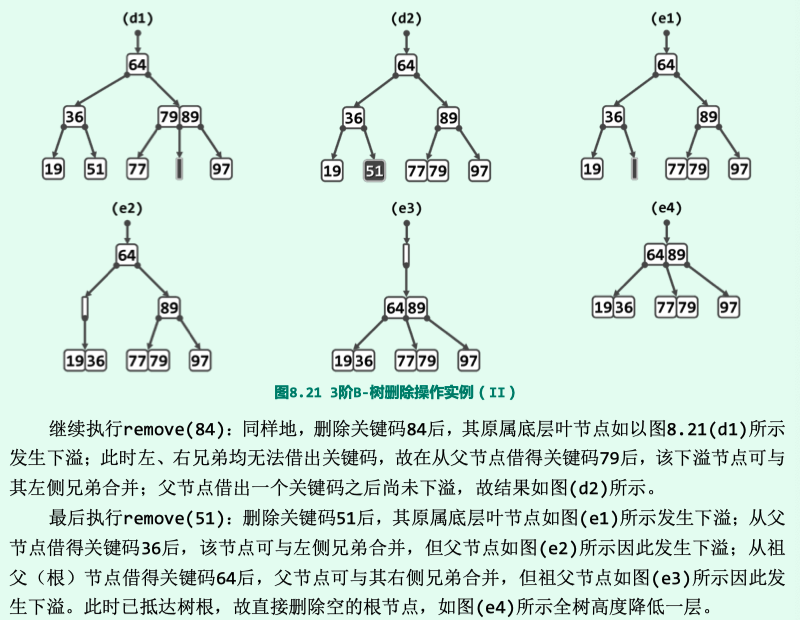 (d1) (d2) (e1)
64 64 64
36 79 89 36 89 36 89
19 51 77 97 19 51 77 79 97 19 77 79 97
(e2) (e3) (e4)
64 64 89
89 64 89 19 36 77 79 97
19 36 77 79 97 19 36 77 79 97
图8.21 3阶B-树删除操作实例(II)
继续执行remove(84)：同样地，删除关键码84后，其原属底层叶节点如以图8.21(d1)所示
发生下溢；此时左、右兄弟均无法借出关键码，故在从父节点借得关键码79后，该下溢节点可与
其左侧兄弟合并；父节点借出一个关键码之后尚未下溢，故结果如图(d2)所示。
最后执行remove(51)：删除关键码51后，其原属底层叶节点如图(e1)所示发生下溢；从父
节点借得关键码36后，该节点可与左侧兄弟合并，但父节点如图(e2)所示因此发生下溢；从祖
父（根）节点借得关键码64后，父节点可与其右侧兄弟合并，但祖父节点如图(e3)所示因此发
生下溢。此时已抵达树根，故直接删除空的根节点，如图(e4)所示全树高度降低一层。